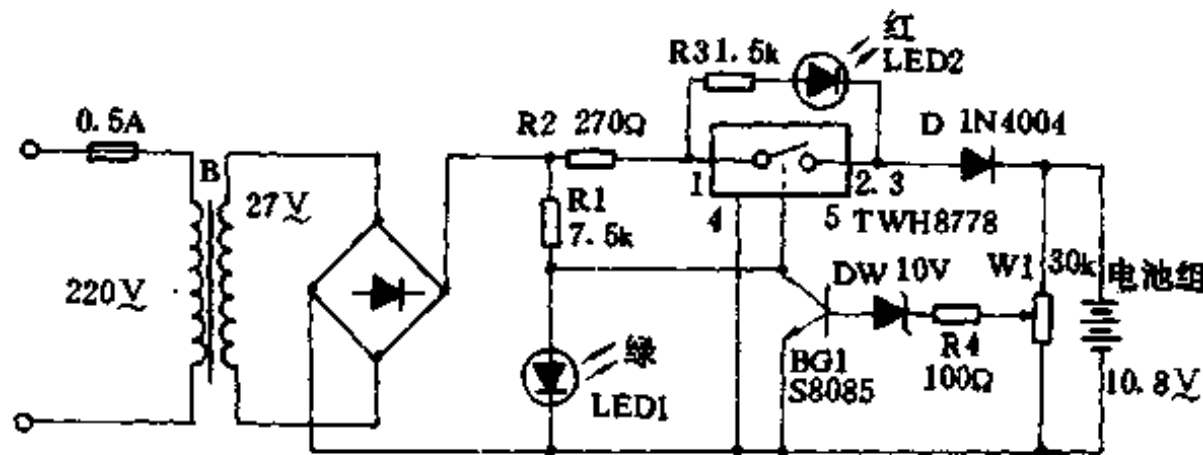 红
R3 1.5k
LED2
0.5A
R2 270Ω
D 1N4004
B
27V
1
2.3
R1
7.5k
4
5 TWH8778
220V
DW 10V
W1 30k
电池组
绿
LED1
BG1
S8085
R4
100Ω
10.8V